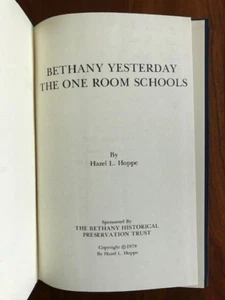 BETHANY YESTERDAY
THE ONE ROOM SCHOOLS
By
Hazel L. Hoppe
Sponsored By
THE BETHANY HISTORICAL
PRESERVATION TRUST
Copyright © 1978
By Hazel L. Hoppe